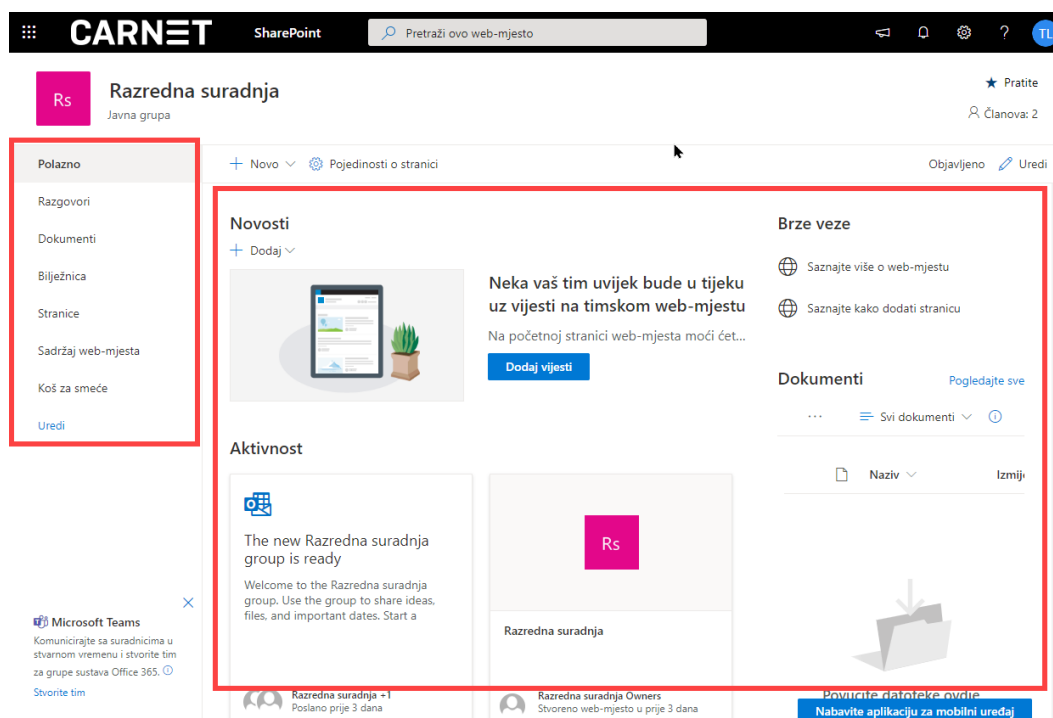 CARNET
SharePoint
Pretraži ovo web-mjesto
TL
Rs
Razredna suradnja
Javna grupa
Pratite
Članova: 2
Polazno
Razgovori
Dokumenti
Bilježnica
Stranice
Sadržaj web-mjesta
Koš za smeće
Uredi
Novo
Pojedinosti o stranici
Objavljeno
Uredi
Novosti
Dodaj
Neka vaš tim uvijek bude u tijeku
uz vijesti na timskom web-mjestu
Na početnoj stranici web-mjesta moći ćet...
Dodaj vijesti
Aktivnost
The new Razredna suradnja
group is ready
Welcome to the Razredna suradnja
group. Use the group to share ideas,
files, and important dates. Start a
Razredna suradnja +1
Poslano prije 3 dana
Rs
Razredna suradnja
Razredna suradnja Owners
Stvoreno web-mjesto u prije 3 dana
Brze veze
Saznajte više o web-mjestu
Saznajte kako dodati stranicu
Dokumenti
Pogledajte sve
...
Svi dokumenti
Naziv
Izmij
Povucite datoteke ovdje
Nabavite aplikaciju za mobilni uređaj
Microsoft Teams
Komunicirajte sa suradnicima u
stvarnom vremenu i stvorite tim
za grupe sustava Office 365.
Stvorite tim